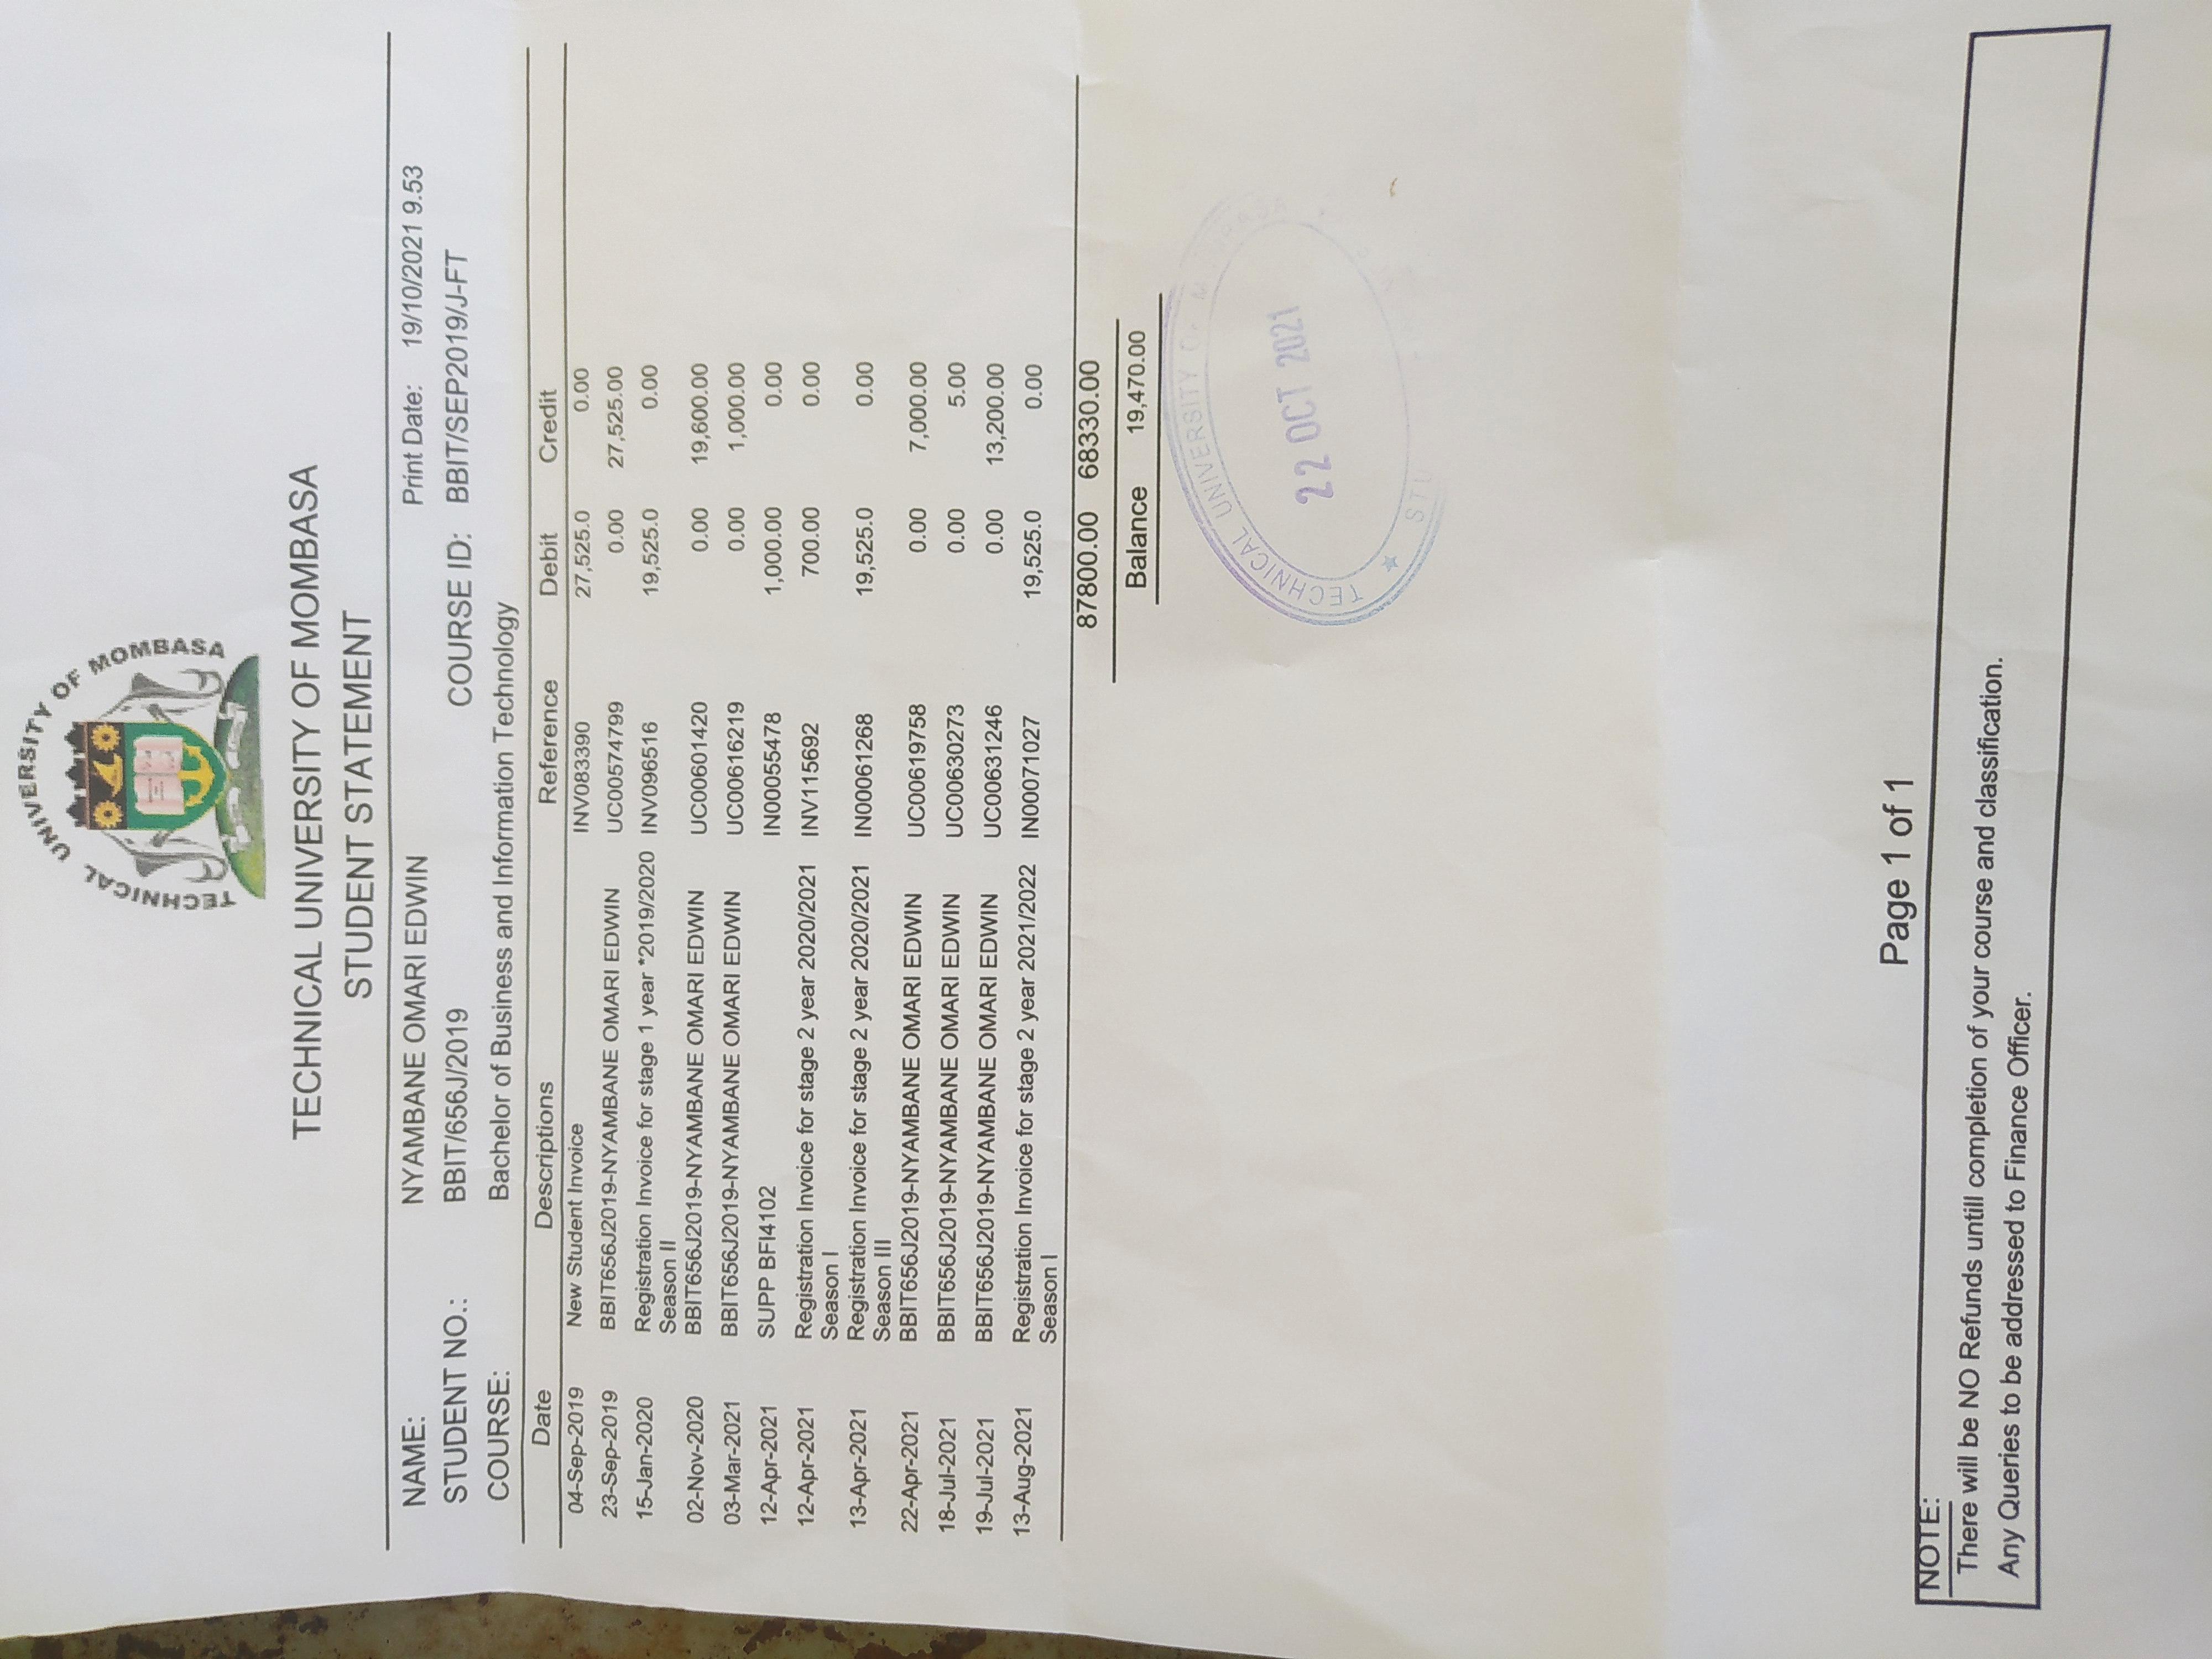 TECHNICAL UNIVERSITY OF MOMBASA
TECHNICAL UNIVERSITY OF MOMBASA
STUDENT STATEMENT
NAME: NYAMBANE OMARI EDWIN Print Date: 19/10/2021 9.53
STUDENT NO.: BBIT/656J/2019 COURSE ID: BBIT/SEP2019/J-FT
COURSE: Bachelor of Business and Information Technology
Date Descriptions Reference Debit Credit
04-Sep-2019 New Student Invoice INV083390 27,525.0 0.00
23-Sep-2019 BBIT656J2019-NYAMBANE OMARI EDWIN UC00574799 0.00 27,525.00
15-Jan-2020 Registration Invoice for stage 1 year *2019/2020 INV096516 19,525.0 0.00
Season II
02-Nov-2020 BBIT656J2019-NYAMBANE OMARI EDWIN UC00601420 0.00 19,600.00
03-Mar-2021 BBIT656J2019-NYAMBANE OMARI EDWIN UC00616219 0.00 1,000.00
12-Apr-2021 SUPP BFI4102 IN00055478 1,000.00 0.00
12-Apr-2021 Registration Invoice for stage 2 year 2020/2021 INV115692 700.00 0.00
Season I
13-Apr-2021 Registration Invoice for stage 2 year 2020/2021 IN00061268 19,525.0 0.00
Season III
22-Apr-2021 BBIT656J2019-NYAMBANE OMARI EDWIN UC00619758 0.00 7,000.00
18-Jul-2021 BBIT656J2019-NYAMBANE OMARI EDWIN UC00630273 0.00 5.00
19-Jul-2021 BBIT656J2019-NYAMBANE OMARI EDWIN UC00631246 0.00 13,200.00
13-Aug-2021 Registration Invoice for stage 2 year 2021/2022 IN00071027 19,525.0 0.00
Season I
87800.00 68330.00
Balance 19,470.00
TECHNICAL UNIVERSITY OF
22 OCT 2021
Page 1 of 1
NOTE:
There will be NO Refunds untill completion of your course and classification.
Any Queries to be addressed to Finance Officer.